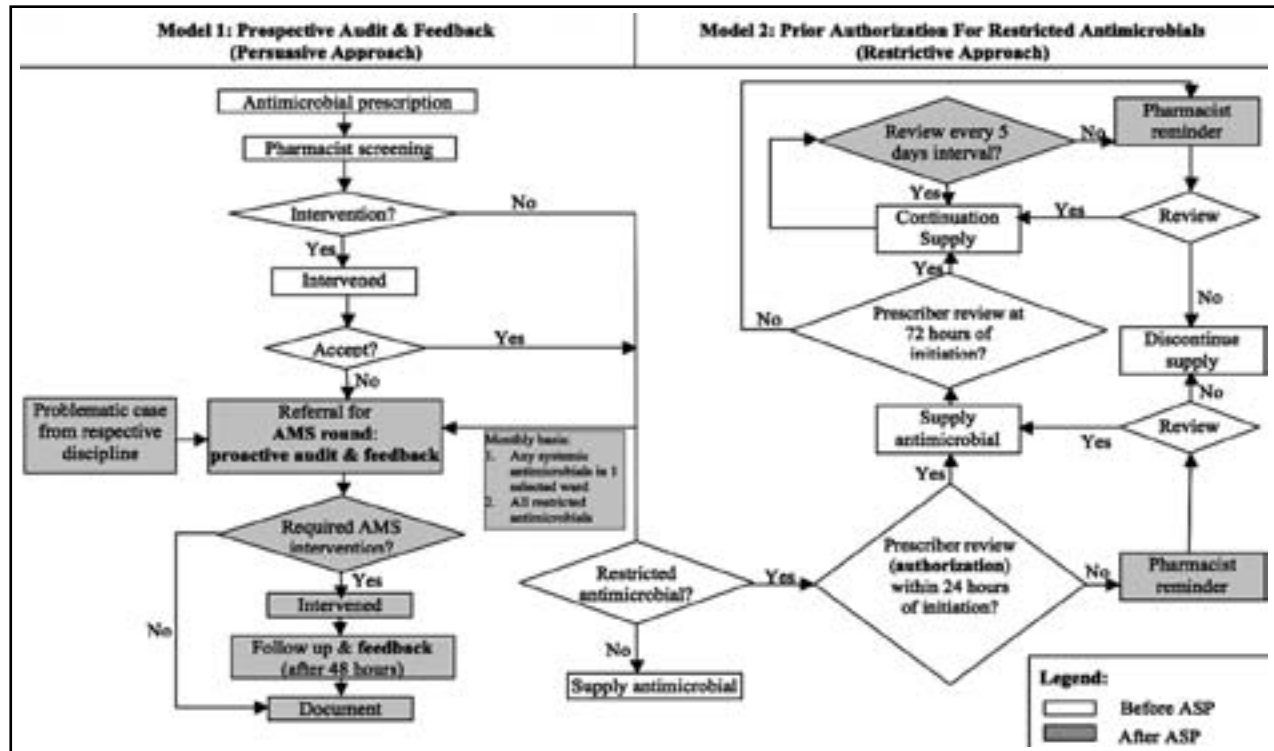 Model 1: Prospective Audit & Feedback
(Persuasive Approach)
Antimicrobial prescription
Pharmacist screening
Intervention?
No
Yes
Intervened
Accept?
Yes
No
Problematic case
from respective
discipline
Referral for
AMS round:
proactive audit & feedback
Monthly basis:
1. Any systemic
antimicrobials in 1
selected ward
2. All restricted
antimicrobials
Required AMS
intervention?
Yes
No
Intervened
Follow up & feedback
(after 48 hours)
Document
Restricted
antimicrobial?
Yes
No
Supply antimicrobial
Model 2: Prior Authorization For Restricted Antimicrobials
(Restrictive Approach)
Review every 5
days interval?
No
Pharmacist
reminder
Yes
Continuation
Supply
Yes
Review
Yes
No
Prescriber review at
72 hours of
initiation?
No
Discontinue
supply
No
Supply
antimicrobial
Yes
Review
Yes
Prescriber review
(authorization)
within 24 hours
of initiation?
No
Pharmacist
reminder
Legend:
Before ASP
After ASP